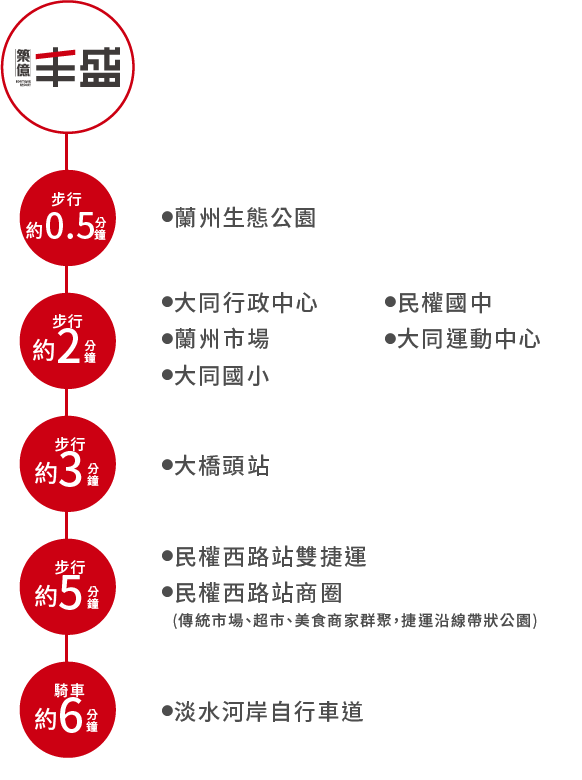 築億
丰盛
步行
約0.5分鐘
●蘭州生態公園
步行
約2分鐘
●大同行政中心
●民權國中
●蘭州市場
●大同運動中心
●大同國小
步行
約3分鐘
●大橋頭站
步行
約5分鐘
●民權西路站雙捷運
●民權西路站商圈
(傳統市場、超市、美食商家群聚，捷運沿線帶狀公園)
騎車
約6分鐘
●淡水河岸自行車道